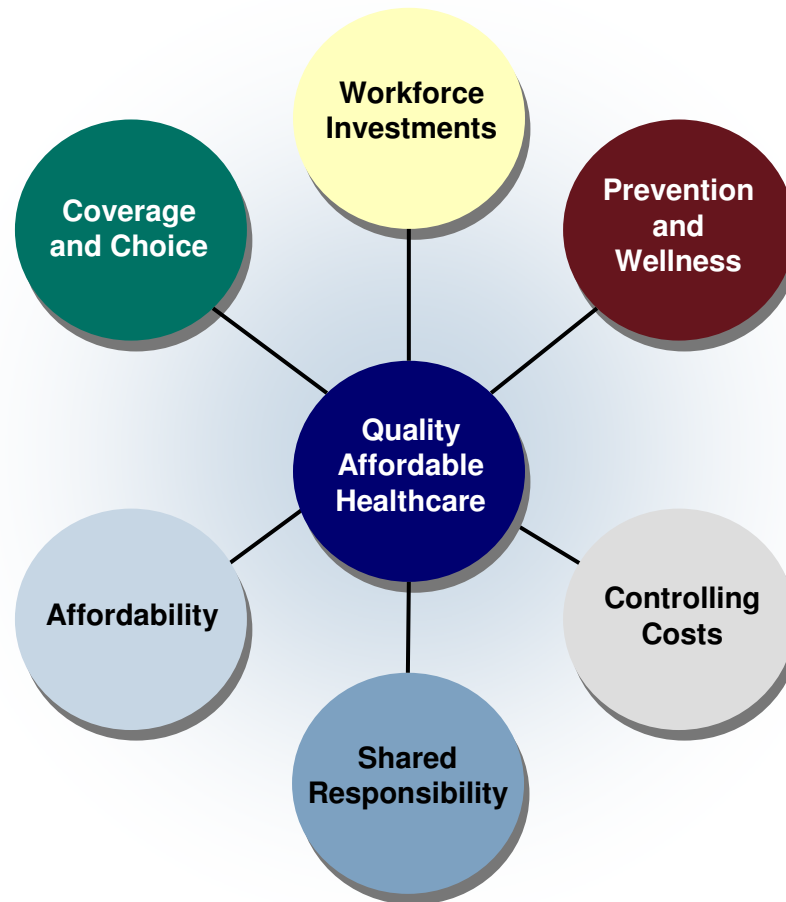 Workforce
Investments
Coverage
and Choice
Prevention
and
Wellness
Quality
Affordable
Healthcare
Affordability
Controlling
Costs
Shared
Responsibility